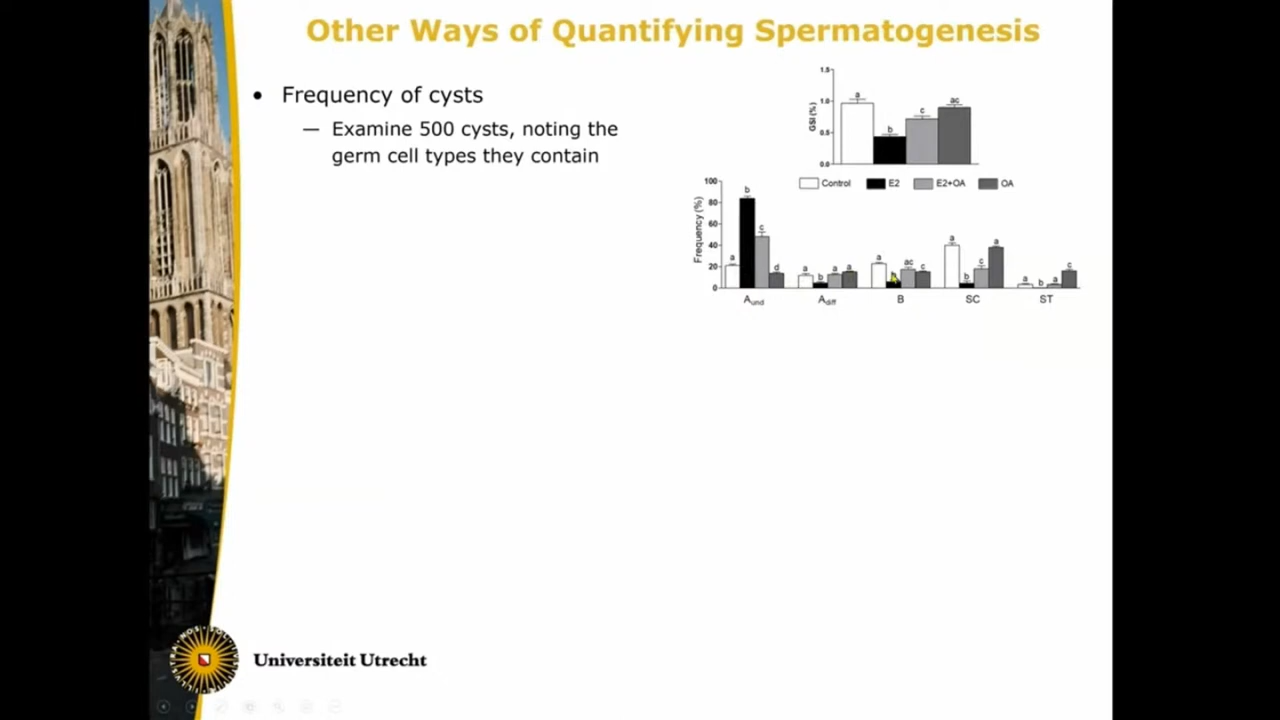 Other Ways of Quantifying Spermatogenesis
• Frequency of cysts
— Examine 500 cysts, noting the
germ cell types they contain
1.5
1.0
0.5
0.0
GSI (%)
a
b
c
ac
Control E2 E2+OA OA
100
80
60
40
20
0
Frequency (%)
a b c d
a b a a
a b ac c
a b c a
a b a c
Aund Adiff B SC ST
Universiteit Utrecht